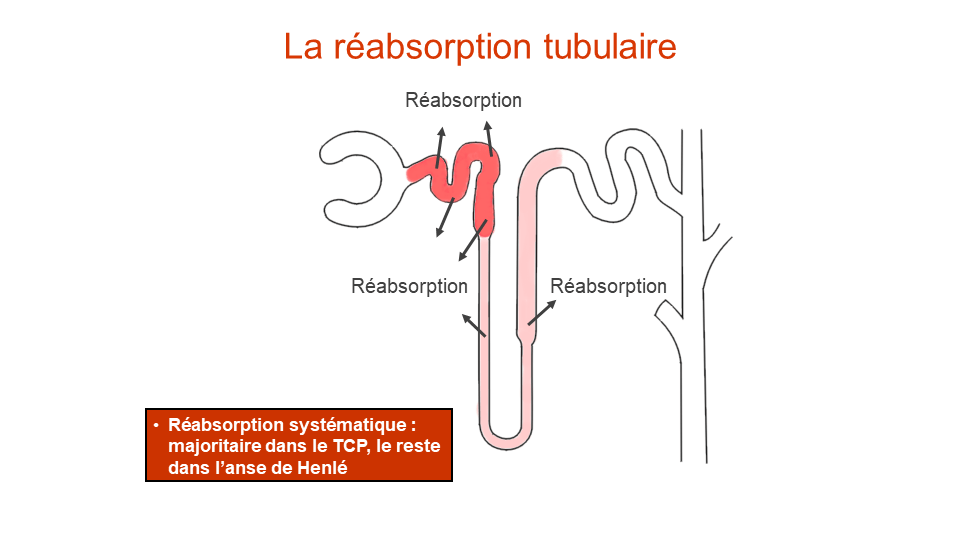 La réabsorption tubulaire
Réabsorption
Réabsorption
Réabsorption
• Réabsorption systématique :
majoritaire dans le TCP, le reste
dans l’anse de Henlé